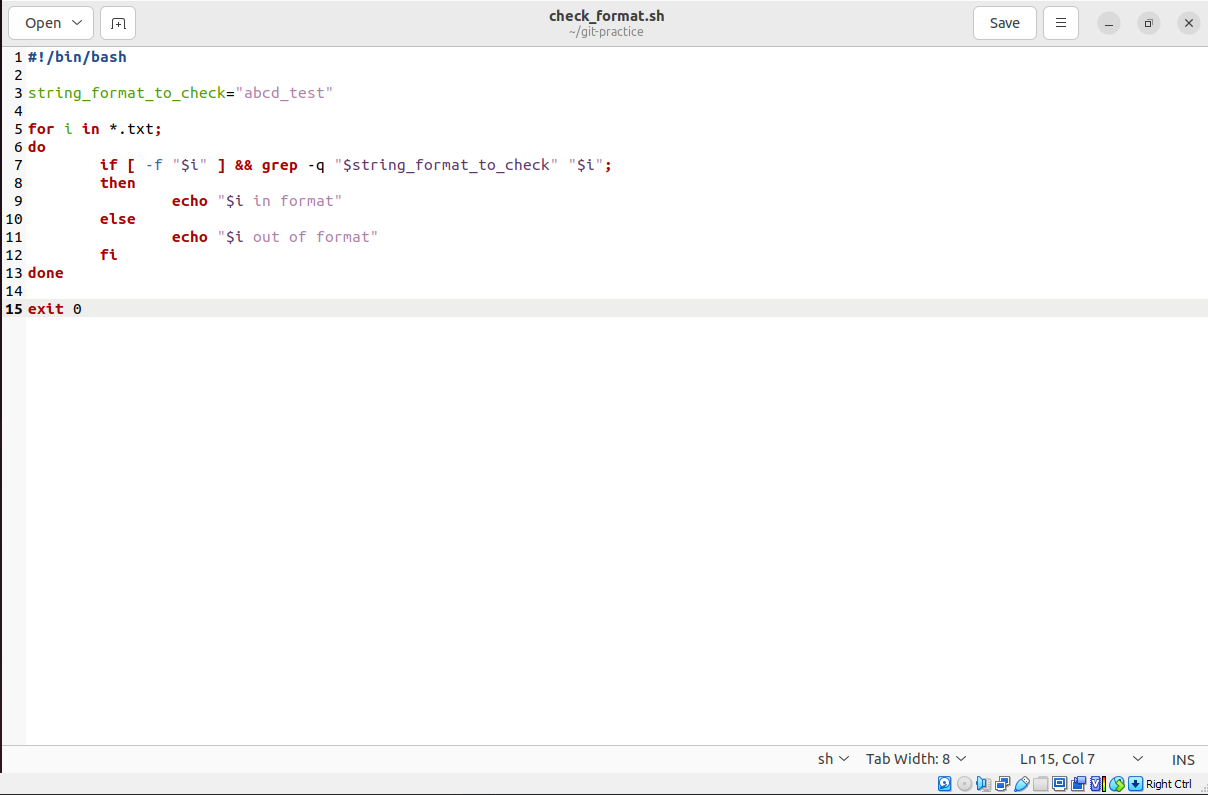 Open
check_format.sh
~/git-practice
Save
1 #!/bin/bash
2
3 string_format_to_check="abcd_test"
4
5 for i in *.txt;
6 do
7         if [ -f "$i" ] && grep -q "$string_format_to_check" "$i";
8         then
9                 echo "$i in format"
10         else
11                 echo "$i out of format"
12         fi
13 done
14
15 exit 0
sh Tab Width: 8 Ln 15, Col 7 INS
Right Ctrl